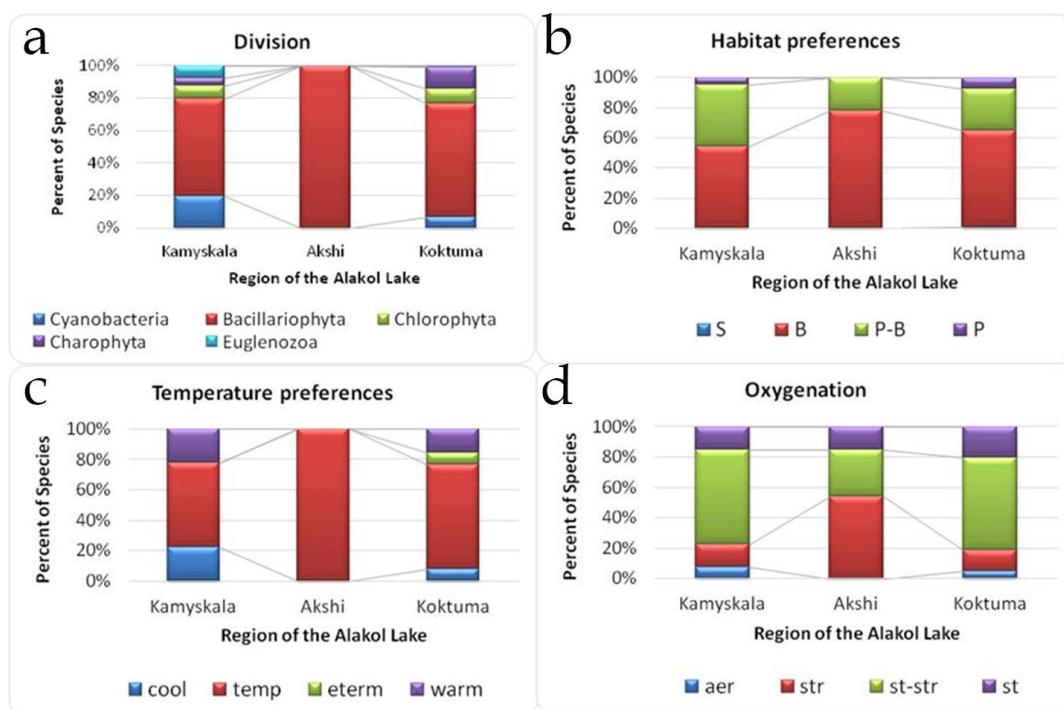 a
Division
100%
80%
60%
40%
20%
0%
Percent of Species
Kamyskala Akshi Koktuma
Region of the Alakol Lake
Cyanobacteria Bacillariophyta Chlorophyta
Charophyta Euglenozoa
b
Habitat preferences
100%
80%
60%
40%
20%
0%
Percent of Species
Kamyskala Akshi Koktuma
Region of the Alakol Lake
S B P-B P
c
Temperature preferences
100%
80%
60%
40%
20%
0%
Percent of Species
Kamyskala Akshi Koktuma
Region of the Alakol Lake
cool temp eterm warm
d
Oxygenation
100%
80%
60%
40%
20%
0%
Percent of Species
Kamyskala Akshi Koktuma
Region of the Alakol Lake
aer str st-str st